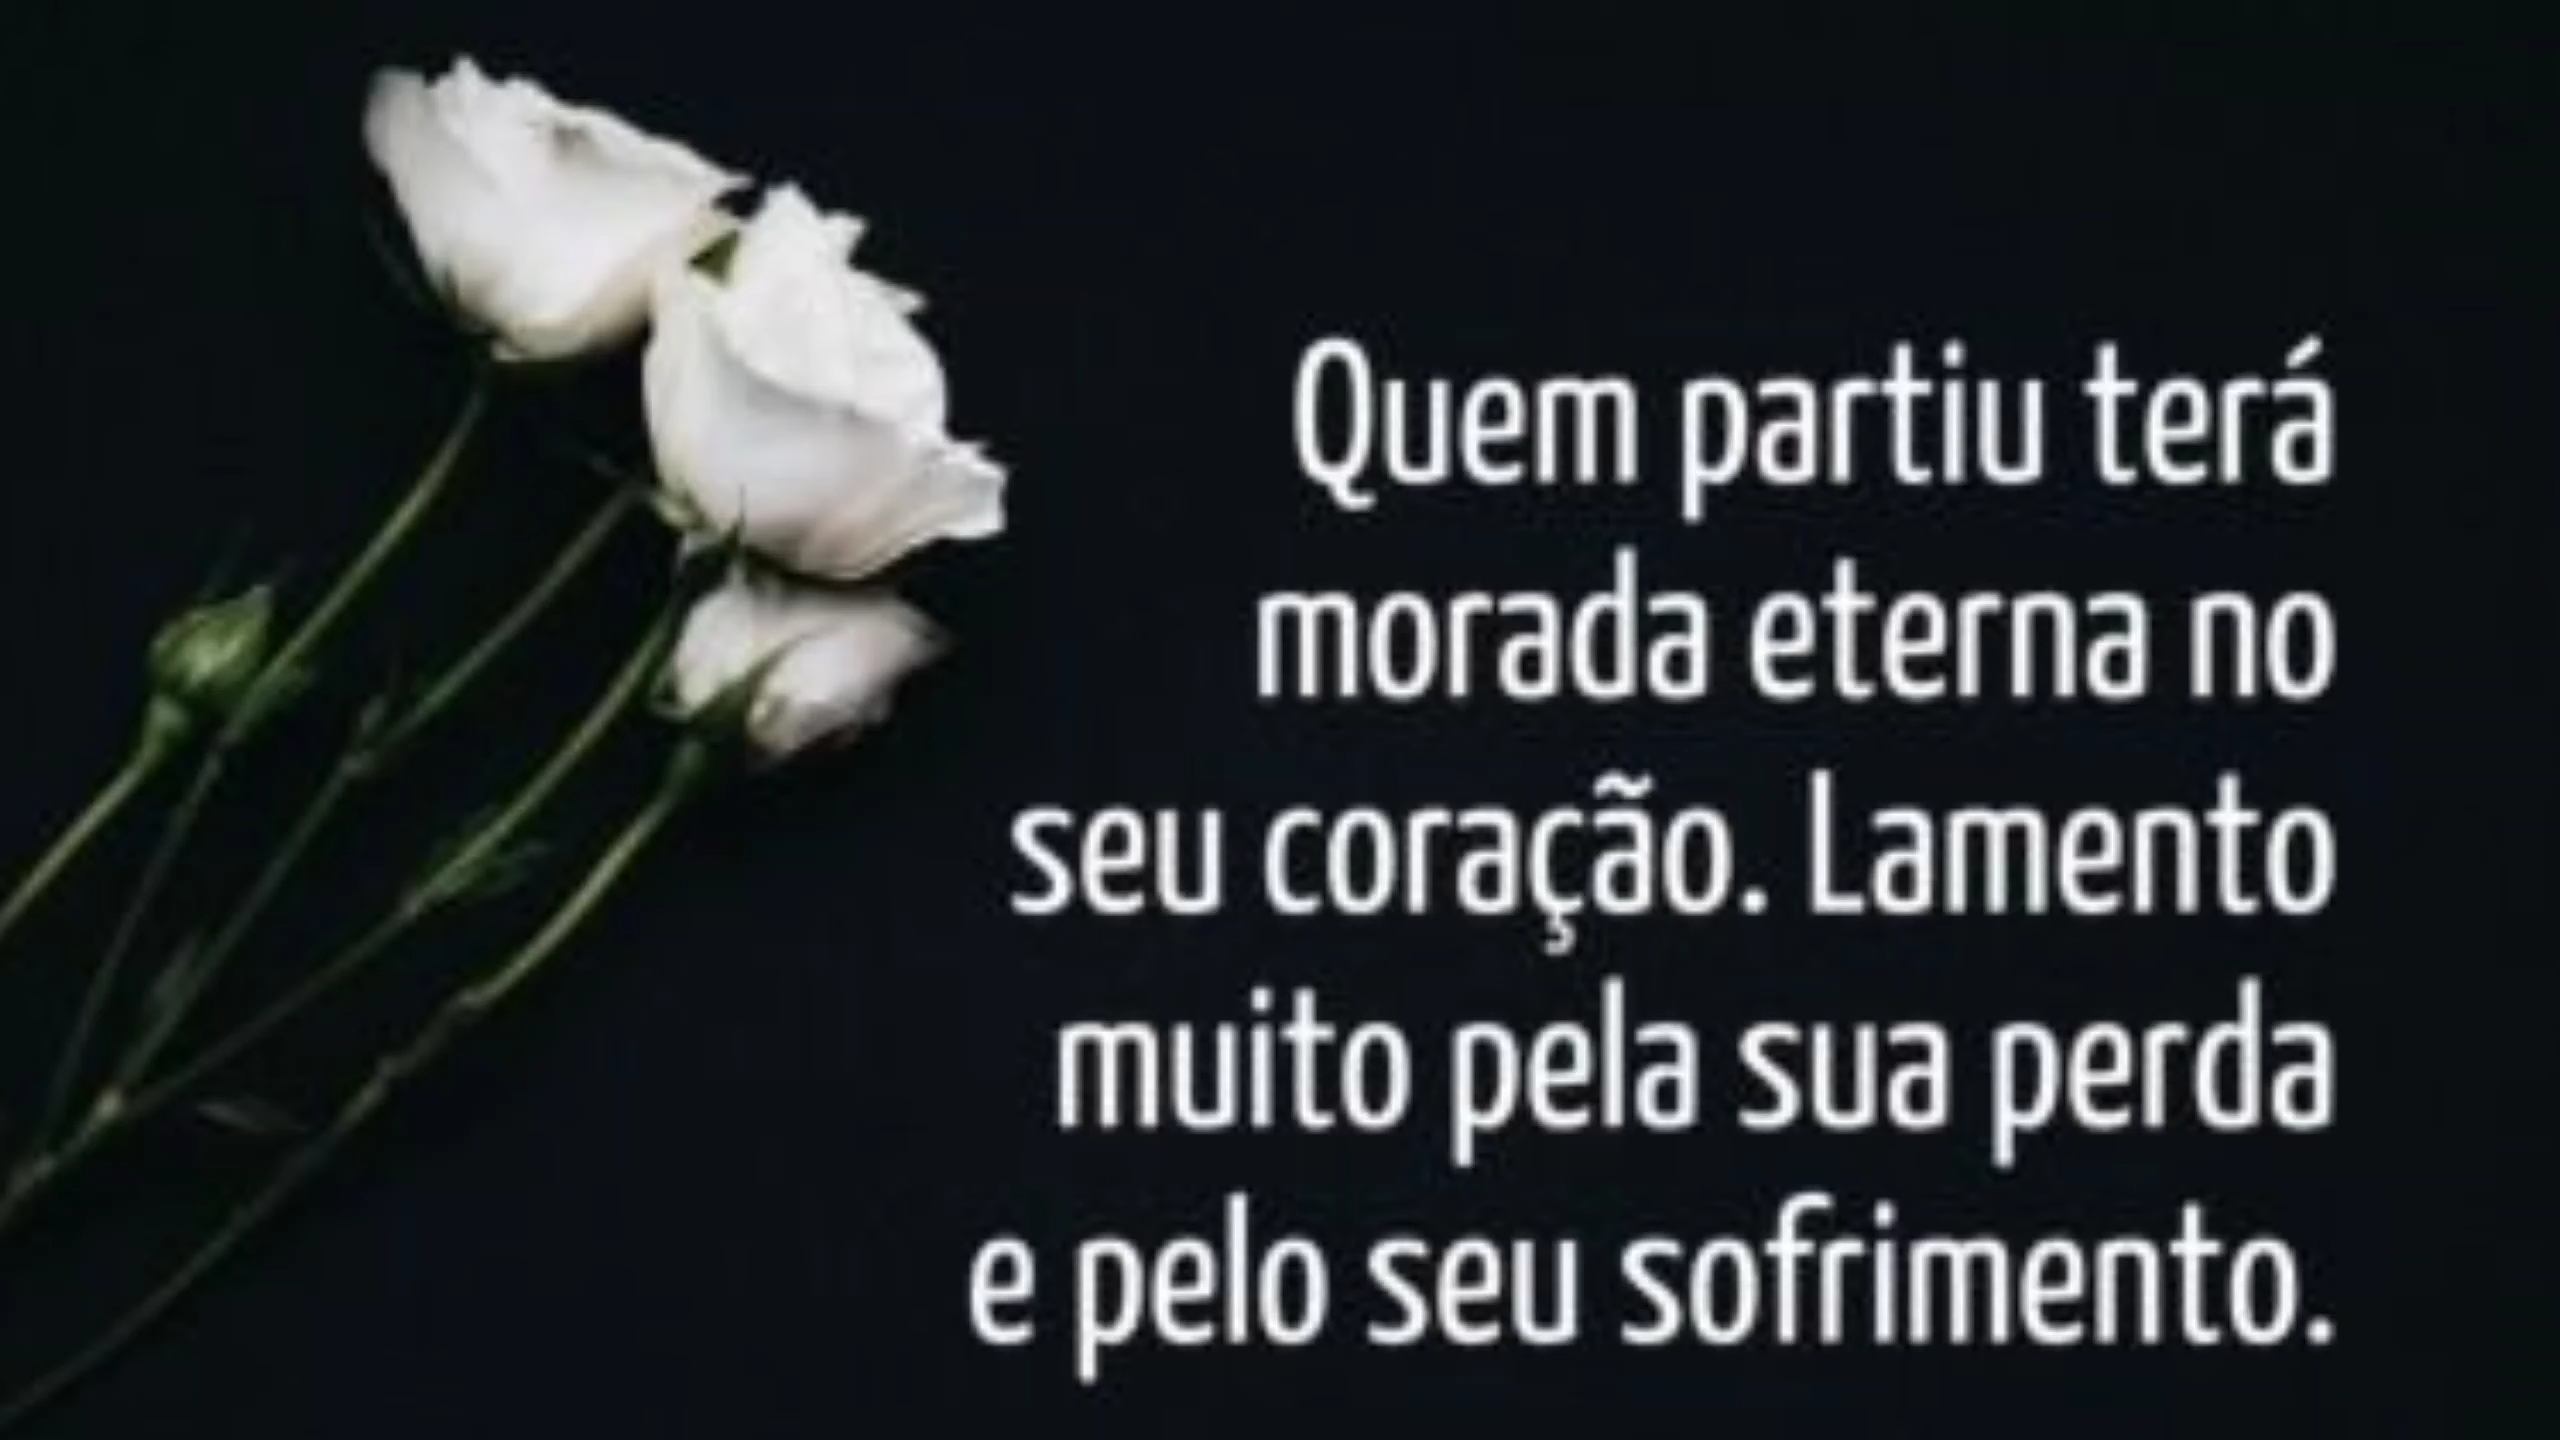 Quem partiu terá
morada eterna no
seu coração. Lamento
muito pela sua perda
e pelo seu sofrimento.